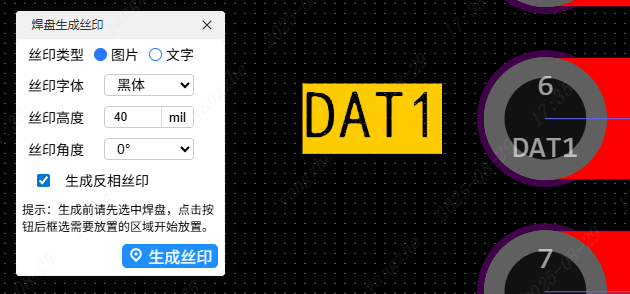 焊盘生成丝印
丝印类型 图片 文字
丝印字体 黑体
丝印高度 40 mil
丝印角度 0°
生成反相丝印
提示：生成前请先选中焊盘，点击按
钮后框选需要放置的区域开始放置。
生成丝印
DAT1
6
DAT1
7